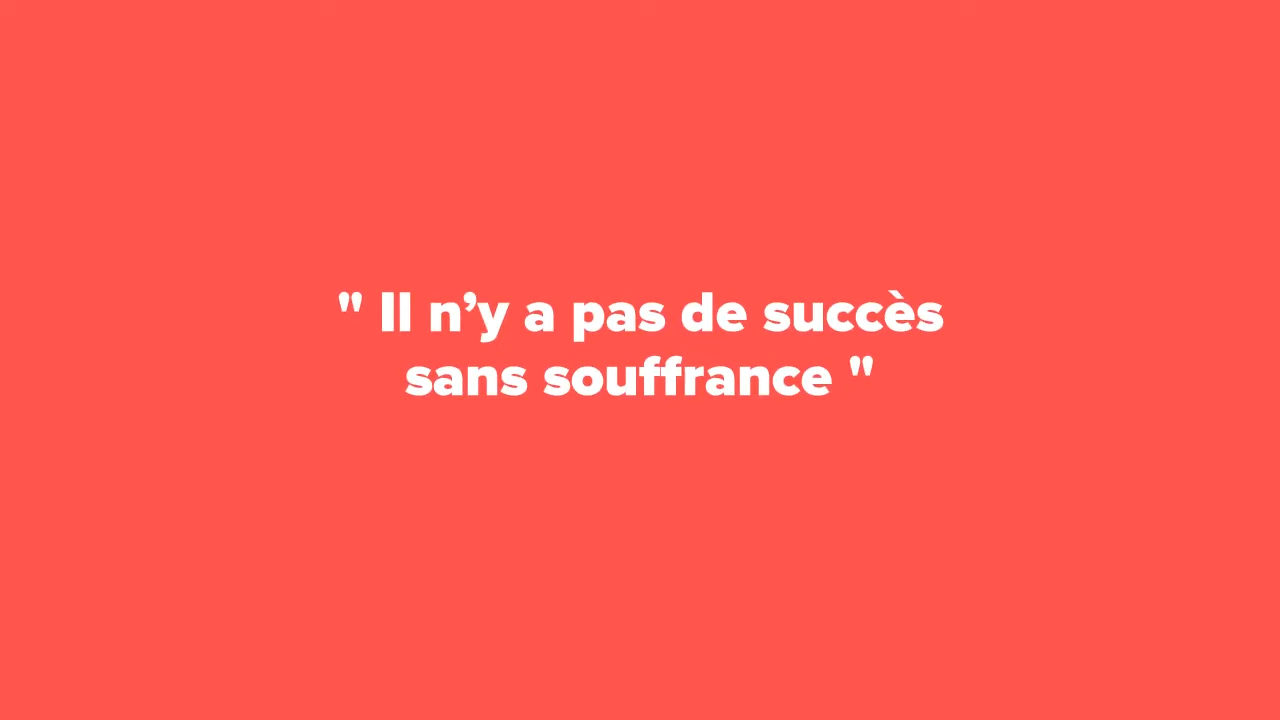 " Il n’y a pas de succès
sans souffrance "